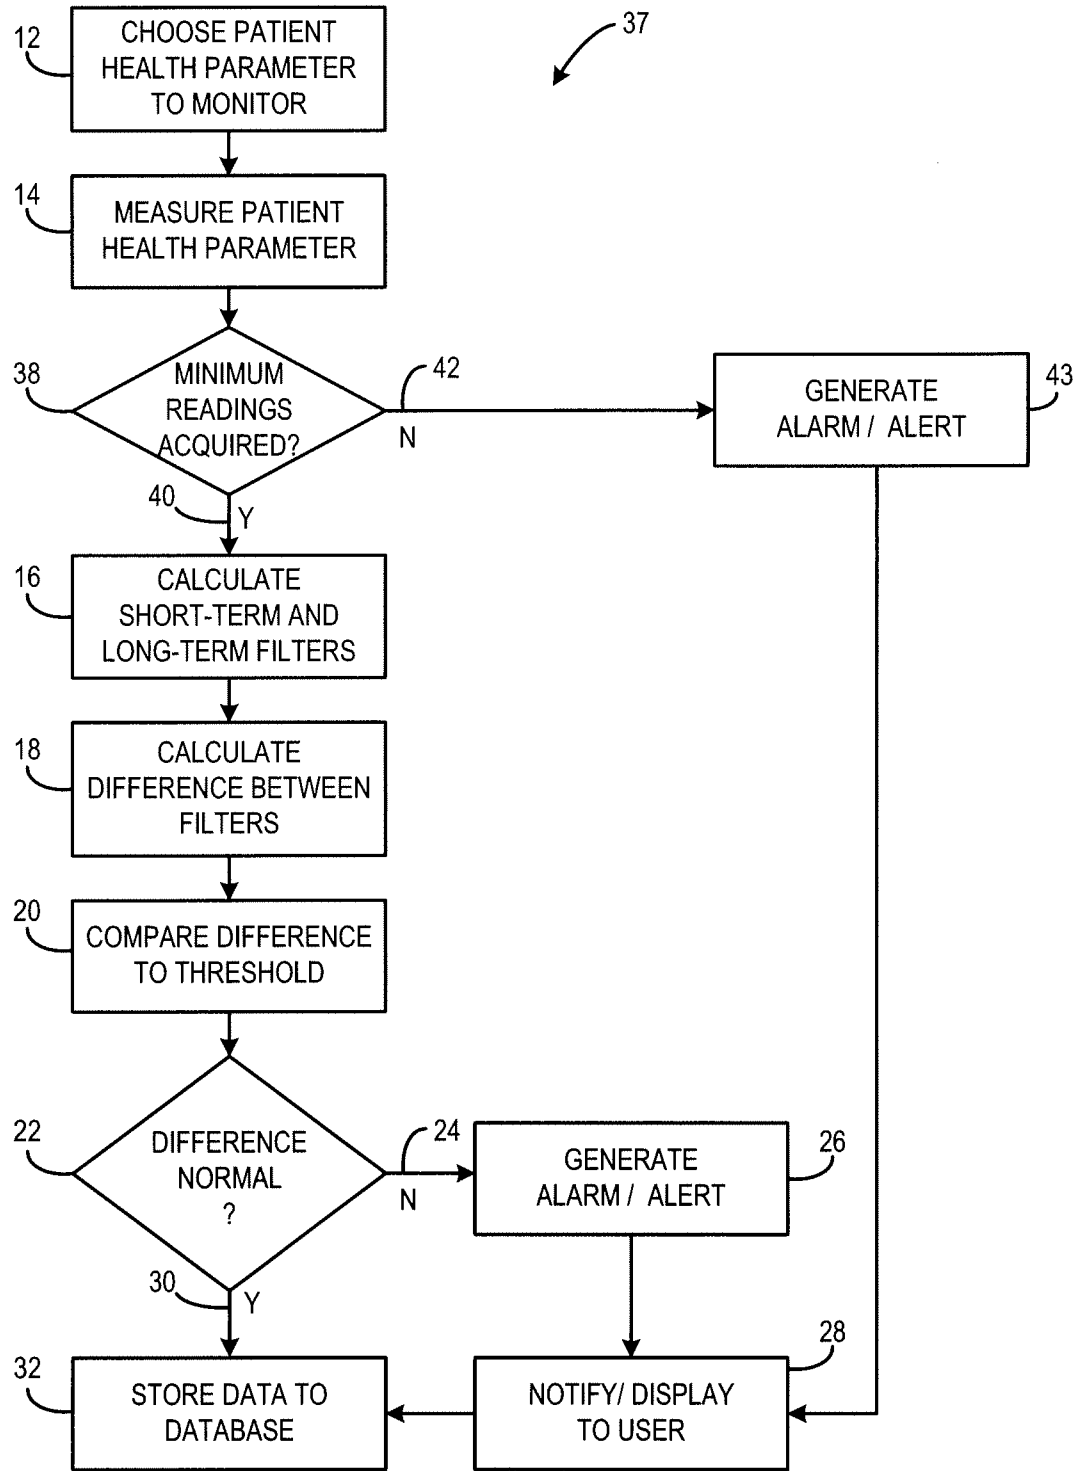 37
12
CHOOSE PATIENT
HEALTH PARAMETER
TO MONITOR
14
MEASURE PATIENT
HEALTH PARAMETER
38
MINIMUM
READINGS
ACQUIRED?
42
N
GENERATE
ALARM / ALERT
43
40
Y
16
CALCULATE
SHORT-TERM AND
LONG-TERM FILTERS
18
CALCULATE
DIFFERENCE BETWEEN
FILTERS
20
COMPARE DIFFERENCE
TO THRESHOLD
22
DIFFERENCE
NORMAL
?
24
N
GENERATE
ALARM / ALERT
26
30
Y
32
STORE DATA TO
DATABASE
NOTIFY/ DISPLAY
TO USER
28